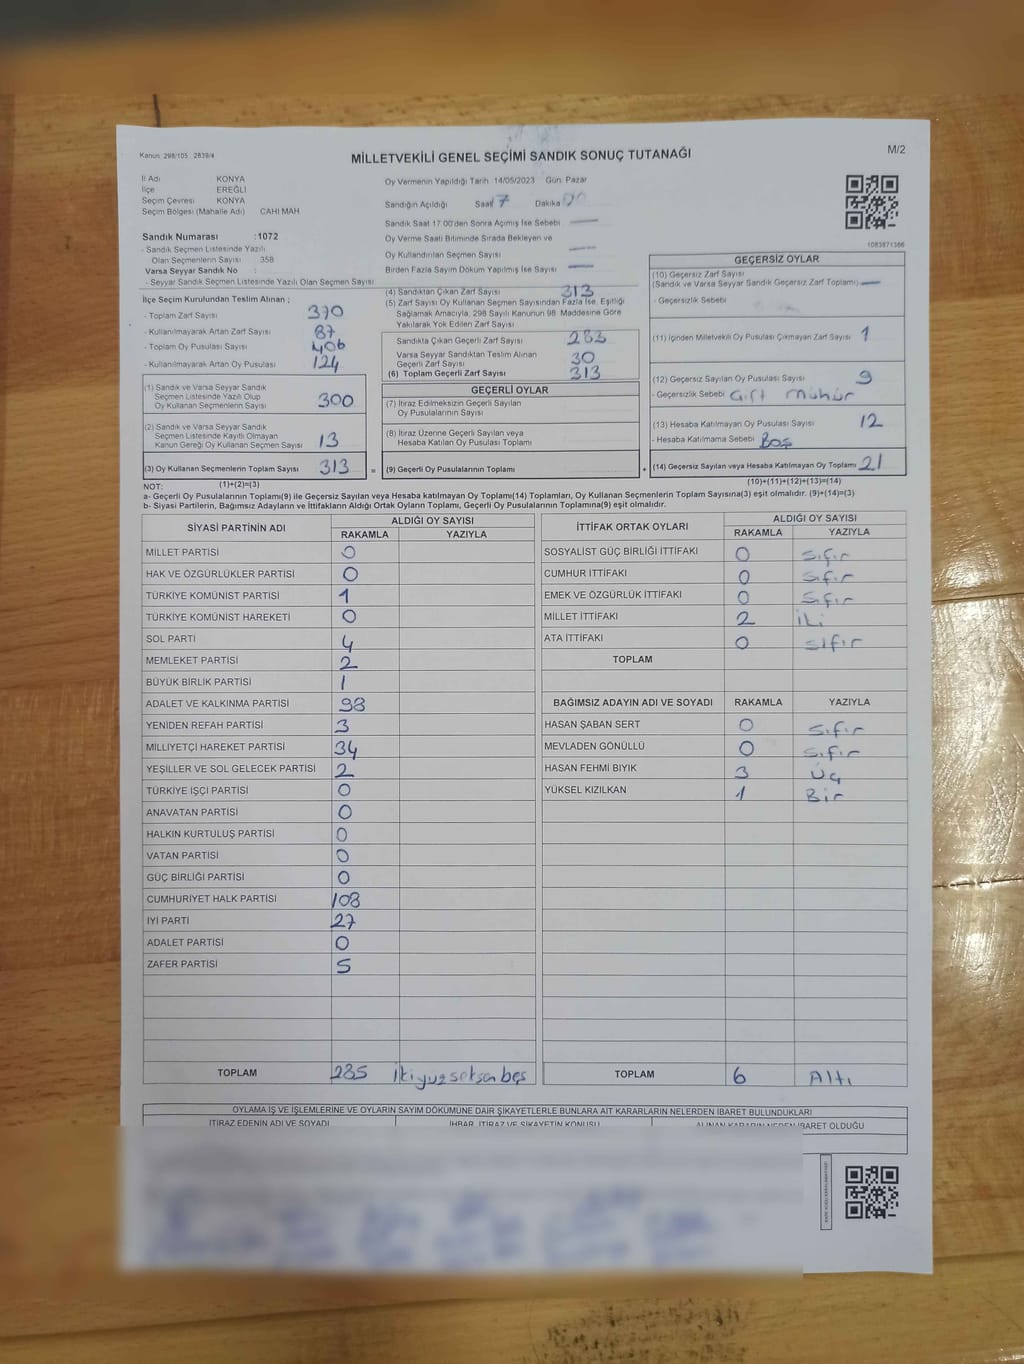 Kanun 298/105 2839/4
MİLLETVEKİLİ GENEL SEÇİMİ SANDIK SONUÇ TUTANAĞI
M/2
İl Adı KONYA
İlçe EREĞLİ
Seçim Çevresi KONYA
Seçim Bölgesi (Mahalle Adı) CAHI MAH
Sandık Numarası :1072
- Sandık Seçmen Listesinde Yazılı
Olan Seçmenlerin Sayısı 358
Varsa Seyyar Sandık No :
- Seyyar Sandık Seçmen Listesinde Yazılı Olan Seçmen Sayısı
Oy Vermenin Yapıldığı Tarih 14/05/2023 Gün: Pazar
Sandığın Açıldığı Saat 17 Dakika 00
Sandık Saat 17:00'den Sonra Açımış İse Sebebi —
Oy Verme Saati Bitiminde Sırada Bekleyen ve
Oy Kullandırılan Seçmen Sayısı —
Birden Fazla Sayım Döküm Yapılmış İse Sayısı —
1083871366
İlçe Seçim Kurulundan Teslim Alınan ;
- Toplam Zarf Sayısı 370
- Kullanılmayarak Artan Zarf Sayısı 87
- Toplam Oy Pusulası Sayısı 406
- Kullanılmayarak Artan Oy Pusulası 124
(1) Sandık ve Varsa Seyyar Sandık
Seçmen Listesinde Yazılı Olup
Oy Kullanan Seçmenlerin Sayısı 300
(2) Sandık ve Varsa Seyyar Sandık
Seçmen Listesinde Kayıtlı Olmayan
Kanun Gereği Oy Kullanan Seçmen Sayısı 13
(3) Oy Kullanan Seçmenlerin Toplam Sayısı 313 =
(4) Sandıktan Çıkan Zarf Sayısı 313
(5) Zarf Sayısı Oy Kullanan Seçmen Sayısından Fazla İse, Eşitliği
Sağlamak Amacıyla, 298 Sayılı Kanunun 98. Maddesine Göre
Yakılarak Yok Edilen Zarf Sayısı
Sandıkta Çıkan Geçerli Zarf Sayısı 283
Varsa Seyyar Sandıktan Teslim Alınan
Geçerli Zarf Sayısı 30
(6) Toplam Geçerli Zarf Sayısı 313
GEÇERLİ OYLAR
(7) İtiraz Edilmeksizin Geçerli Sayılan
Oy Pusulalarının Sayısı
(8) İtiraz Üzerine Geçerli Sayılan veya
Hesaba Katılan Oy Pusulası Toplamı
(9) Geçerli Oy Pusulalarının Toplamı +
GEÇERSİZ OYLAR
(10) Geçersiz Zarf Sayısı
(Sandık ve Varsa Seyyar Sandık Geçersiz Zarf Toplamı) —
- Geçersizlik Sebebi
(11) İçinden Milletvekili Oy Pusulası Çıkmayan Zarf Sayısı 1
(12) Geçersiz Sayılan Oy Pusulası Sayısı 9
- Geçersizlik Sebebi Çift mühür
(13) Hesaba Katılmayan Oy Pusulası Sayısı 12
- Hesaba Katılmama Sebebi Boş
(14) Geçersiz Sayılan veya Hesaba Katılmayan Oy Toplamı 21
NOT: (1)+(2)=(3) (10)+(11)+(12)+(13)=(14)
a- Geçerli Oy Pusulalarının Toplamı(9) ile Geçersiz Sayılan veya Hesaba katılmayan Oy Toplamı(14) Toplamları, Oy Kullanan Seçmenlerin Toplam Sayısına(3) eşit olmalıdır. (9)+(14)=(3)
b- Siyasi Partilerin, Bağımsız Adayların ve İttifakların Aldığı Ortak Oyların Toplamı, Geçerli Oy Pusulalarının Toplamına(9) eşit olmalıdır.
SİYASİ PARTİNİN ADI ALDIĞI OY SAYISI
RAKAMLA YAZIYLA
MİLLET PARTİSİ 0
HAK VE ÖZGÜRLÜKLER PARTİSİ 0
TÜRKİYE KOMÜNİST PARTİSİ 1
TÜRKİYE KOMÜNİST HAREKETİ 0
SOL PARTİ 4
MEMLEKET PARTİSİ 2
BÜYÜK BİRLİK PARTİSİ 1
ADALET VE KALKINMA PARTİSİ 98
YENİDEN REFAH PARTİSİ 3
MİLLİYETÇİ HAREKET PARTİSİ 34
YEŞİLLER VE SOL GELECEK PARTİSİ 2
TÜRKİYE İŞÇİ PARTİSİ 0
ANAVATAN PARTİSİ 0
HALKIN KURTULUŞ PARTİSİ 0
VATAN PARTİSİ 0
GÜÇ BİRLİĞİ PARTİSİ 0
CUMHURİYET HALK PARTİSİ 108
İYİ PARTİ 27
ADALET PARTİSİ 0
ZAFER PARTİSİ 5
TOPLAM 285 İkiyüzseksenbeş
İTTİFAK ORTAK OYLARI ALDIĞI OY SAYISI
RAKAMLA YAZIYLA
SOSYALİST GÜÇ BİRLİĞİ İTTİFAKI 0 Sıfır
CUMHUR İTTİFAKI 0 Sıfır
EMEK VE ÖZGÜRLÜK İTTİFAKI 0 Sıfır
MİLLET İTTİFAKI 2 İki
ATA İTTİFAKI 0 Sıfır
TOPLAM
BAĞIMSIZ ADAYIN ADI VE SOYADI RAKAMLA YAZIYLA
HASAN ŞABAN SERT 0 Sıfır
MEVLADEN GÖNÜLLÜ 0 Sıfır
HASAN FEHMİ BIYIK 3 Üç
YÜKSEL KIZILKAN 1 Bir
TOPLAM 6 Altı
OYLAMA İŞ VE İŞLEMLERİNE VE OYLARIN SAYIM DÖKÜMÜNE DAİR ŞİKAYETLERLE BUNLARA AİT KARARLARIN NELERDEN İBARET BULUNDUKLARI
İTİRAZ EDENİN ADI VE SOYADI İHBAR, İTİRAZ VE ŞİKAYETİN KONUSU ALINAN KARARIN NEDEN İBARET OLDUĞU